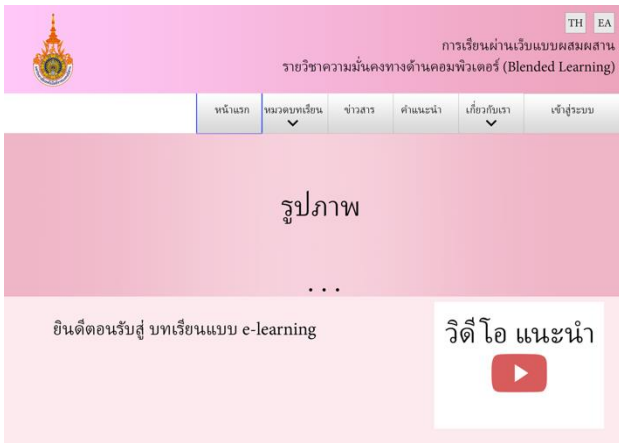 TH EA
การเรียนผ่านเว็บแบบผสมผสาน
รายวิชาความมั่นคงทางด้านคอมพิวเตอร์ (Blended Learning)
หน้าแรก หมวดบทเรียน ข่าวสาร คำแนะนำ เกี่ยวกับเรา เข้าสู่ระบบ
รูปภาพ
...
ยินดีตอนรับสู่ บทเรียนแบบ e-learning
วิดีโอ แนะนำ